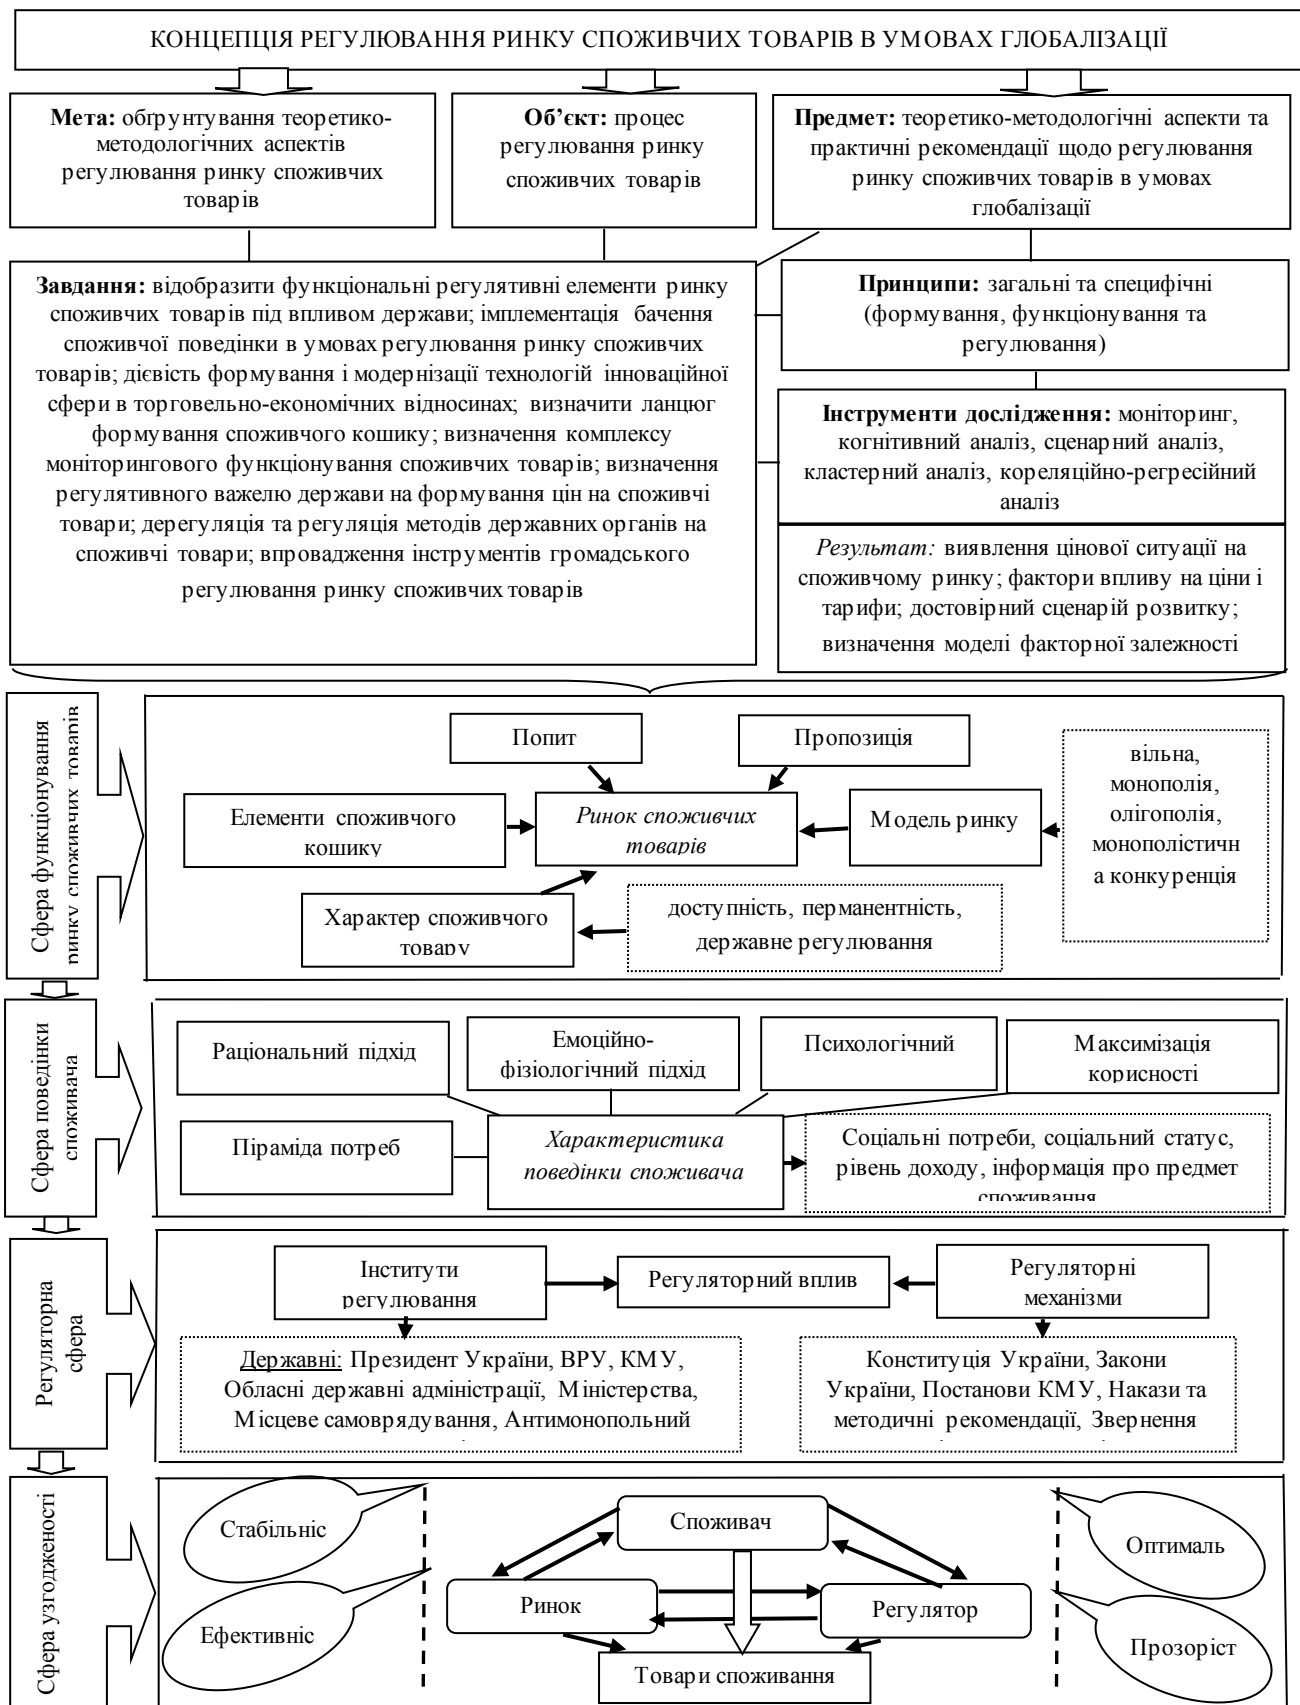 КОНЦЕПЦІЯ РЕГУЛЮВАННЯ РИНКУ СПОЖИВЧИХ ТОВАРІВ В УМОВАХ ГЛОБАЛІЗАЦІЇ
Мета: обґрунтування теоретико-
методологічних аспектів
регулювання ринку споживчих
товарів
Об’єкт: процес
регулювання ринку
споживчих товарів
Предмет: теоретико-методологічні аспекти та
практичні рекомендації щодо регулювання
ринку споживчих товарів в умовах
глобалізації
Завдання: відобразити функціональні регулятивні елементи ринку
споживчих товарів під впливом держави; імплементація бачення
споживчої поведінки в умовах регулювання ринку споживчих
товарів; дієвість формування і модернізації технологій інноваційної
сфери в торговельно-економічних відносинах; визначити ланцюг
формування споживчого кошику; визначення комплексу
моніторингового функціонування споживчих товарів; визначення
регулятивного важелю держави на формування цін на споживчі
товари; дерегуляція та регуляція методів державних органів на
споживчі товари; впровадження інструментів громадського
регулювання ринку споживчих товарів
Принципи: загальні та специфічні
(формування, функціонування та
регулювання)
Інструменти дослідження: моніторинг,
когнітивний аналіз, сценарний аналіз,
кластерний аналіз, кореляційно-регресійний
аналіз
Результат: виявлення цінової ситуації на
споживчому ринку; фактори впливу на ціни і
тарифи; достовірний сценарій розвитку;
визначення моделі факторної залежності
Сфера функціонування
ринку споживчих товарів
Попит
Пропозиція
Елементи споживчого
кошику
Ринок споживчих
товарів
Модель ринку
вільна,
монополія,
олігополія,
монополістичн
а конкуренція
Характер споживчого
товару
доступність, перманентність,
державне регулювання
Сфера поведінки
споживача
Раціональний підхід
Емоційно-
фізіологічний підхід
Психологічний
Максимізація
корисності
Піраміда потреб
Характеристика
поведінки споживача
Соціальні потреби, соціальний статус,
рівень доходу, інформація про предмет
споживання
Регуляторна
сфера
Інститути
регулювання
Регуляторний вплив
Регуляторні
механізми
Державні: Президент України, ВРУ, КМУ,
Обласні державні адміністрації, Міністерства,
Місцеве самоврядування, Антимонопольний
Конституція України, Закони
України, Постанови КМУ, Накази та
методичні рекомендації, Звернення
Сфера узгодженості
Стабільніс
Споживач
Оптималь
Ринок
Регулятор
Ефективніс
Прозоріст
Товари споживання